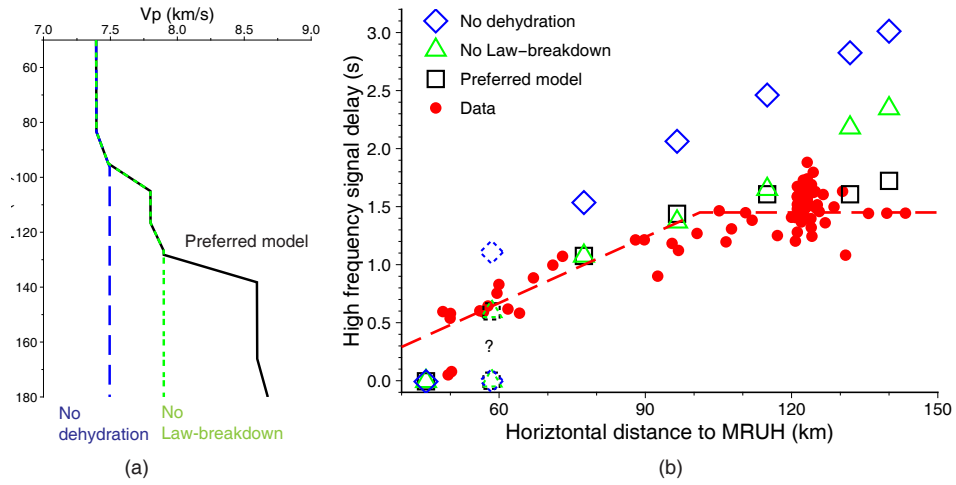 Vp (km/s)
7.0 7.5 8.0 8.5 9.0
60
80
100
120
140
160
180
Preferred model
No dehydration
No Law-breakdown
(a)
No dehydration
No Law-breakdown
Preferred model
Data
High frequency signal delay (s)
3.0
2.5
2.0
1.5
1.0
0.5
0.0
?
60 90 120 150
Horiztontal distance to MRUH (km)
(b)